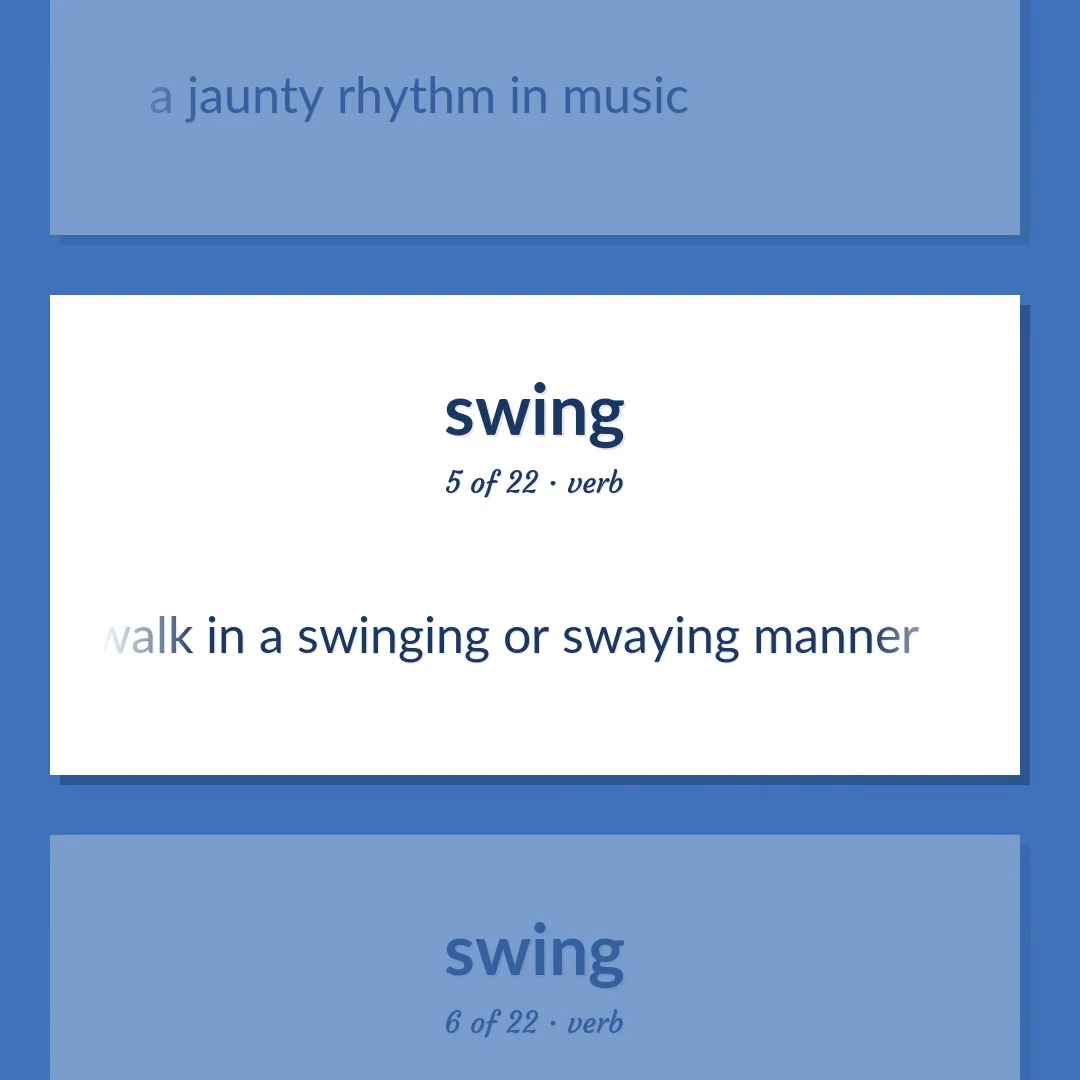 a jaunty rhythm in music
swing
5 of 22 · verb
walk in a swinging or swaying manner
swing
6 of 22 · verb